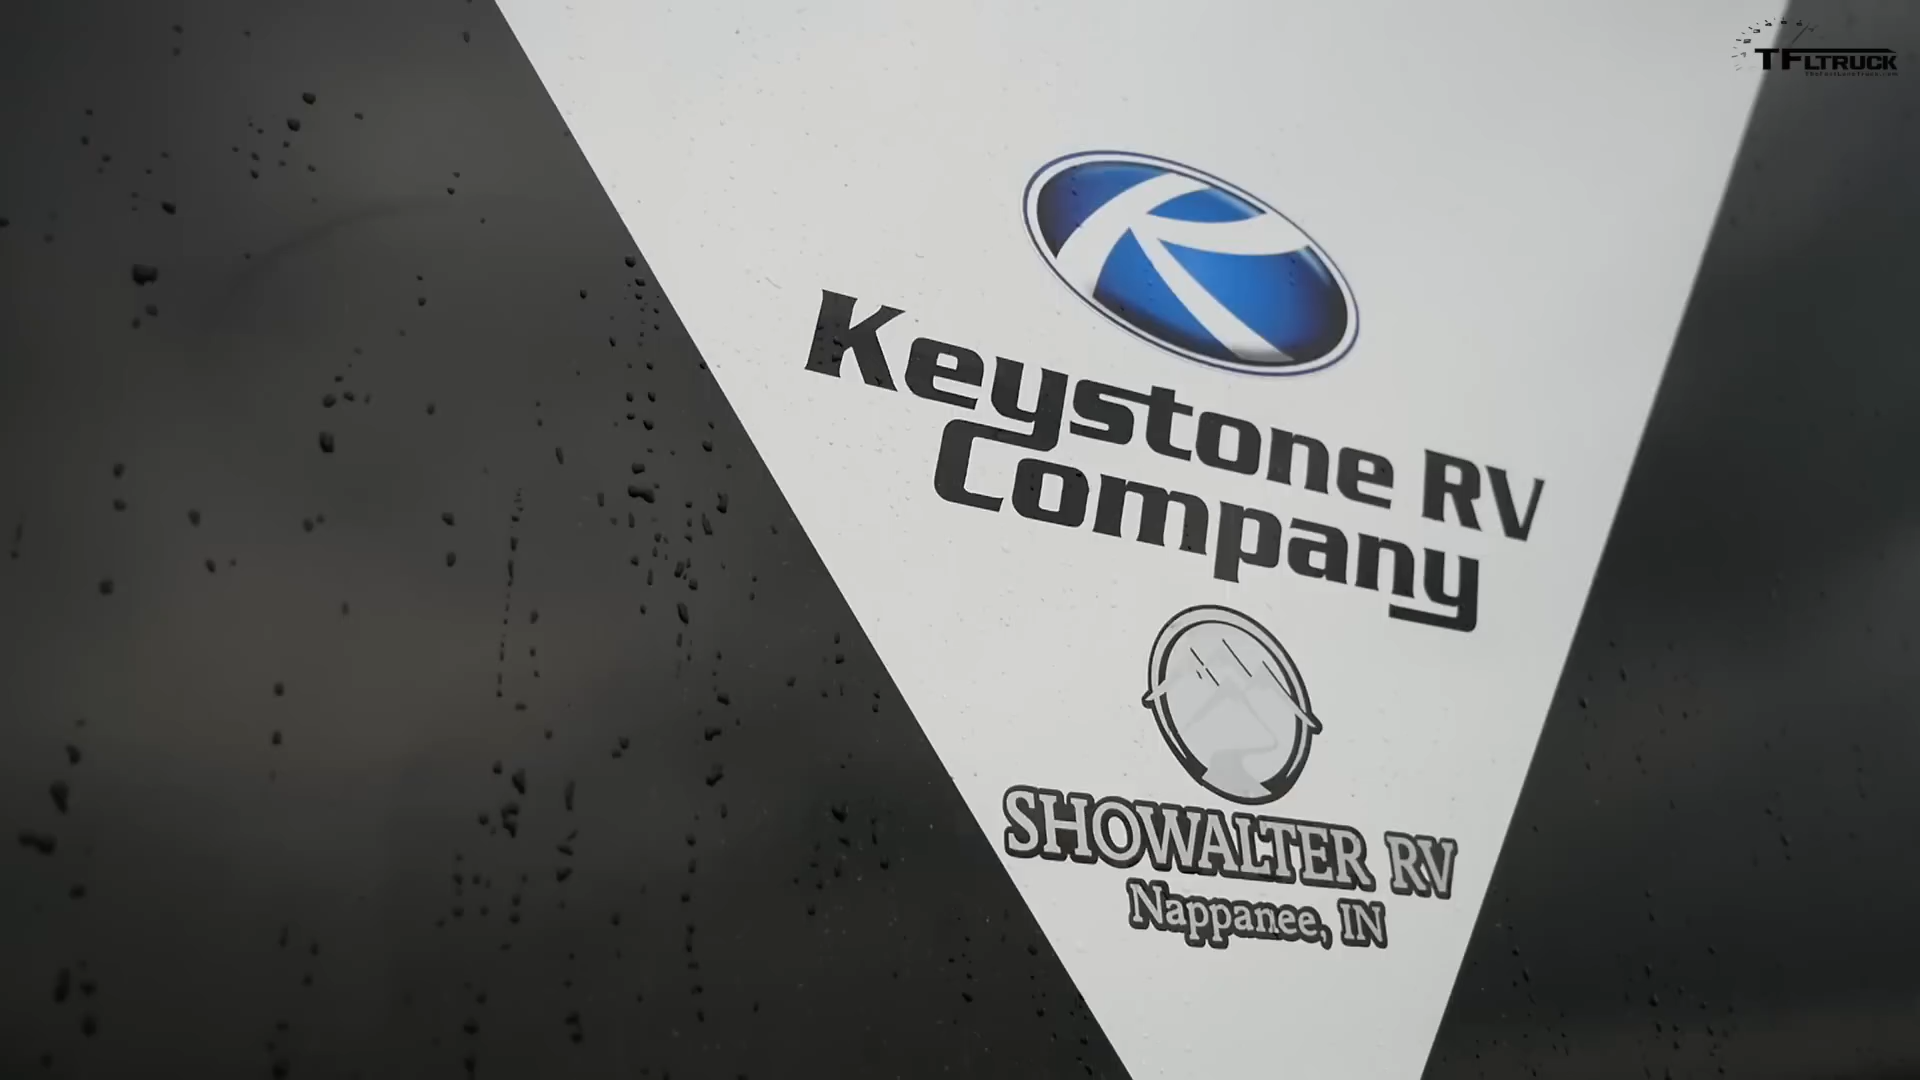 TFLTRUCK
Keystone RV
Company
SHOWALTER RV
Nappanee, IN